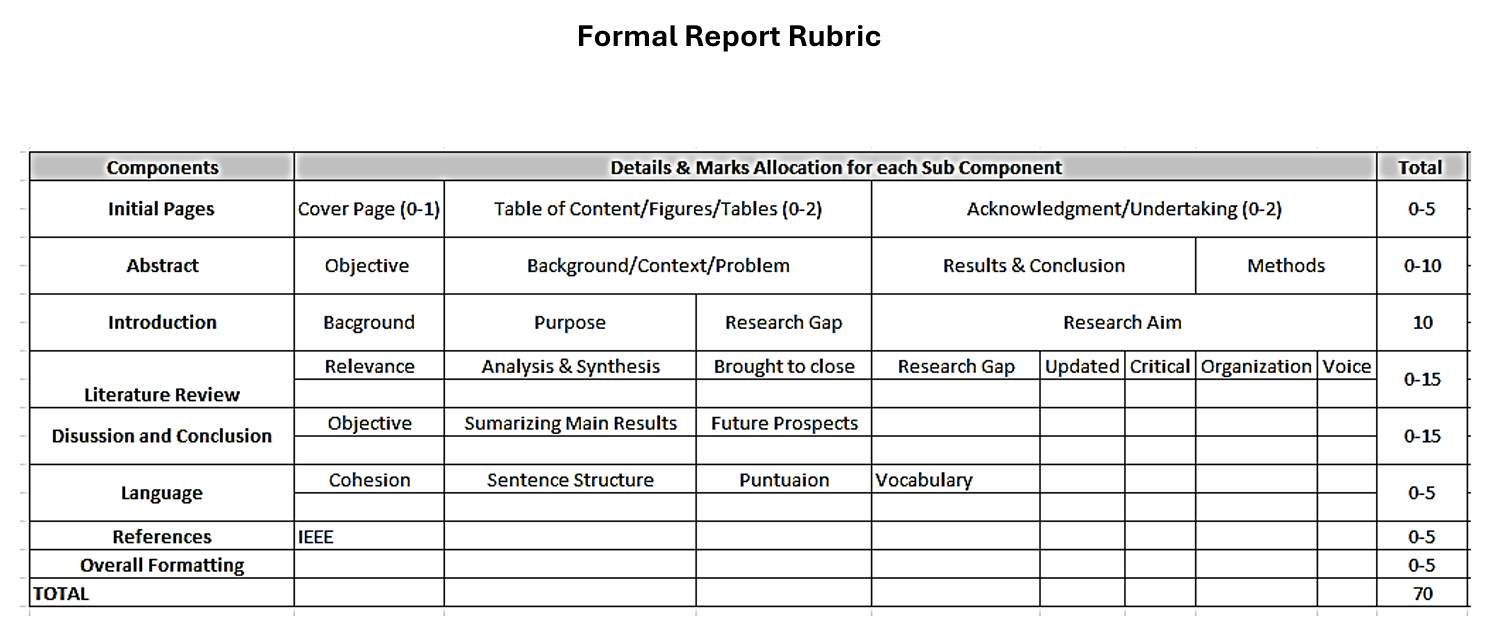 Formal Report Rubric
Components Details & Marks Allocation for each Sub Component Total
Initial Pages Cover Page (0-1) Table of Content/Figures/Tables (0-2) Acknowledgment/Undertaking (0-2) 0-5
Abstract Objective Background/Context/Problem Results & Conclusion Methods 0-10
Introduction Bacground Purpose Research Gap Research Aim 10
Literature Review Relevance Analysis & Synthesis Brought to close Research Gap Updated Critical Organization Voice 0-15
Disussion and Conclusion Objective Sumarizing Main Results Future Prospects 0-15
Language Cohesion Sentence Structure Puntuaion Vocabulary 0-5
References IEEE 0-5
Overall Formatting 0-5
TOTAL 70